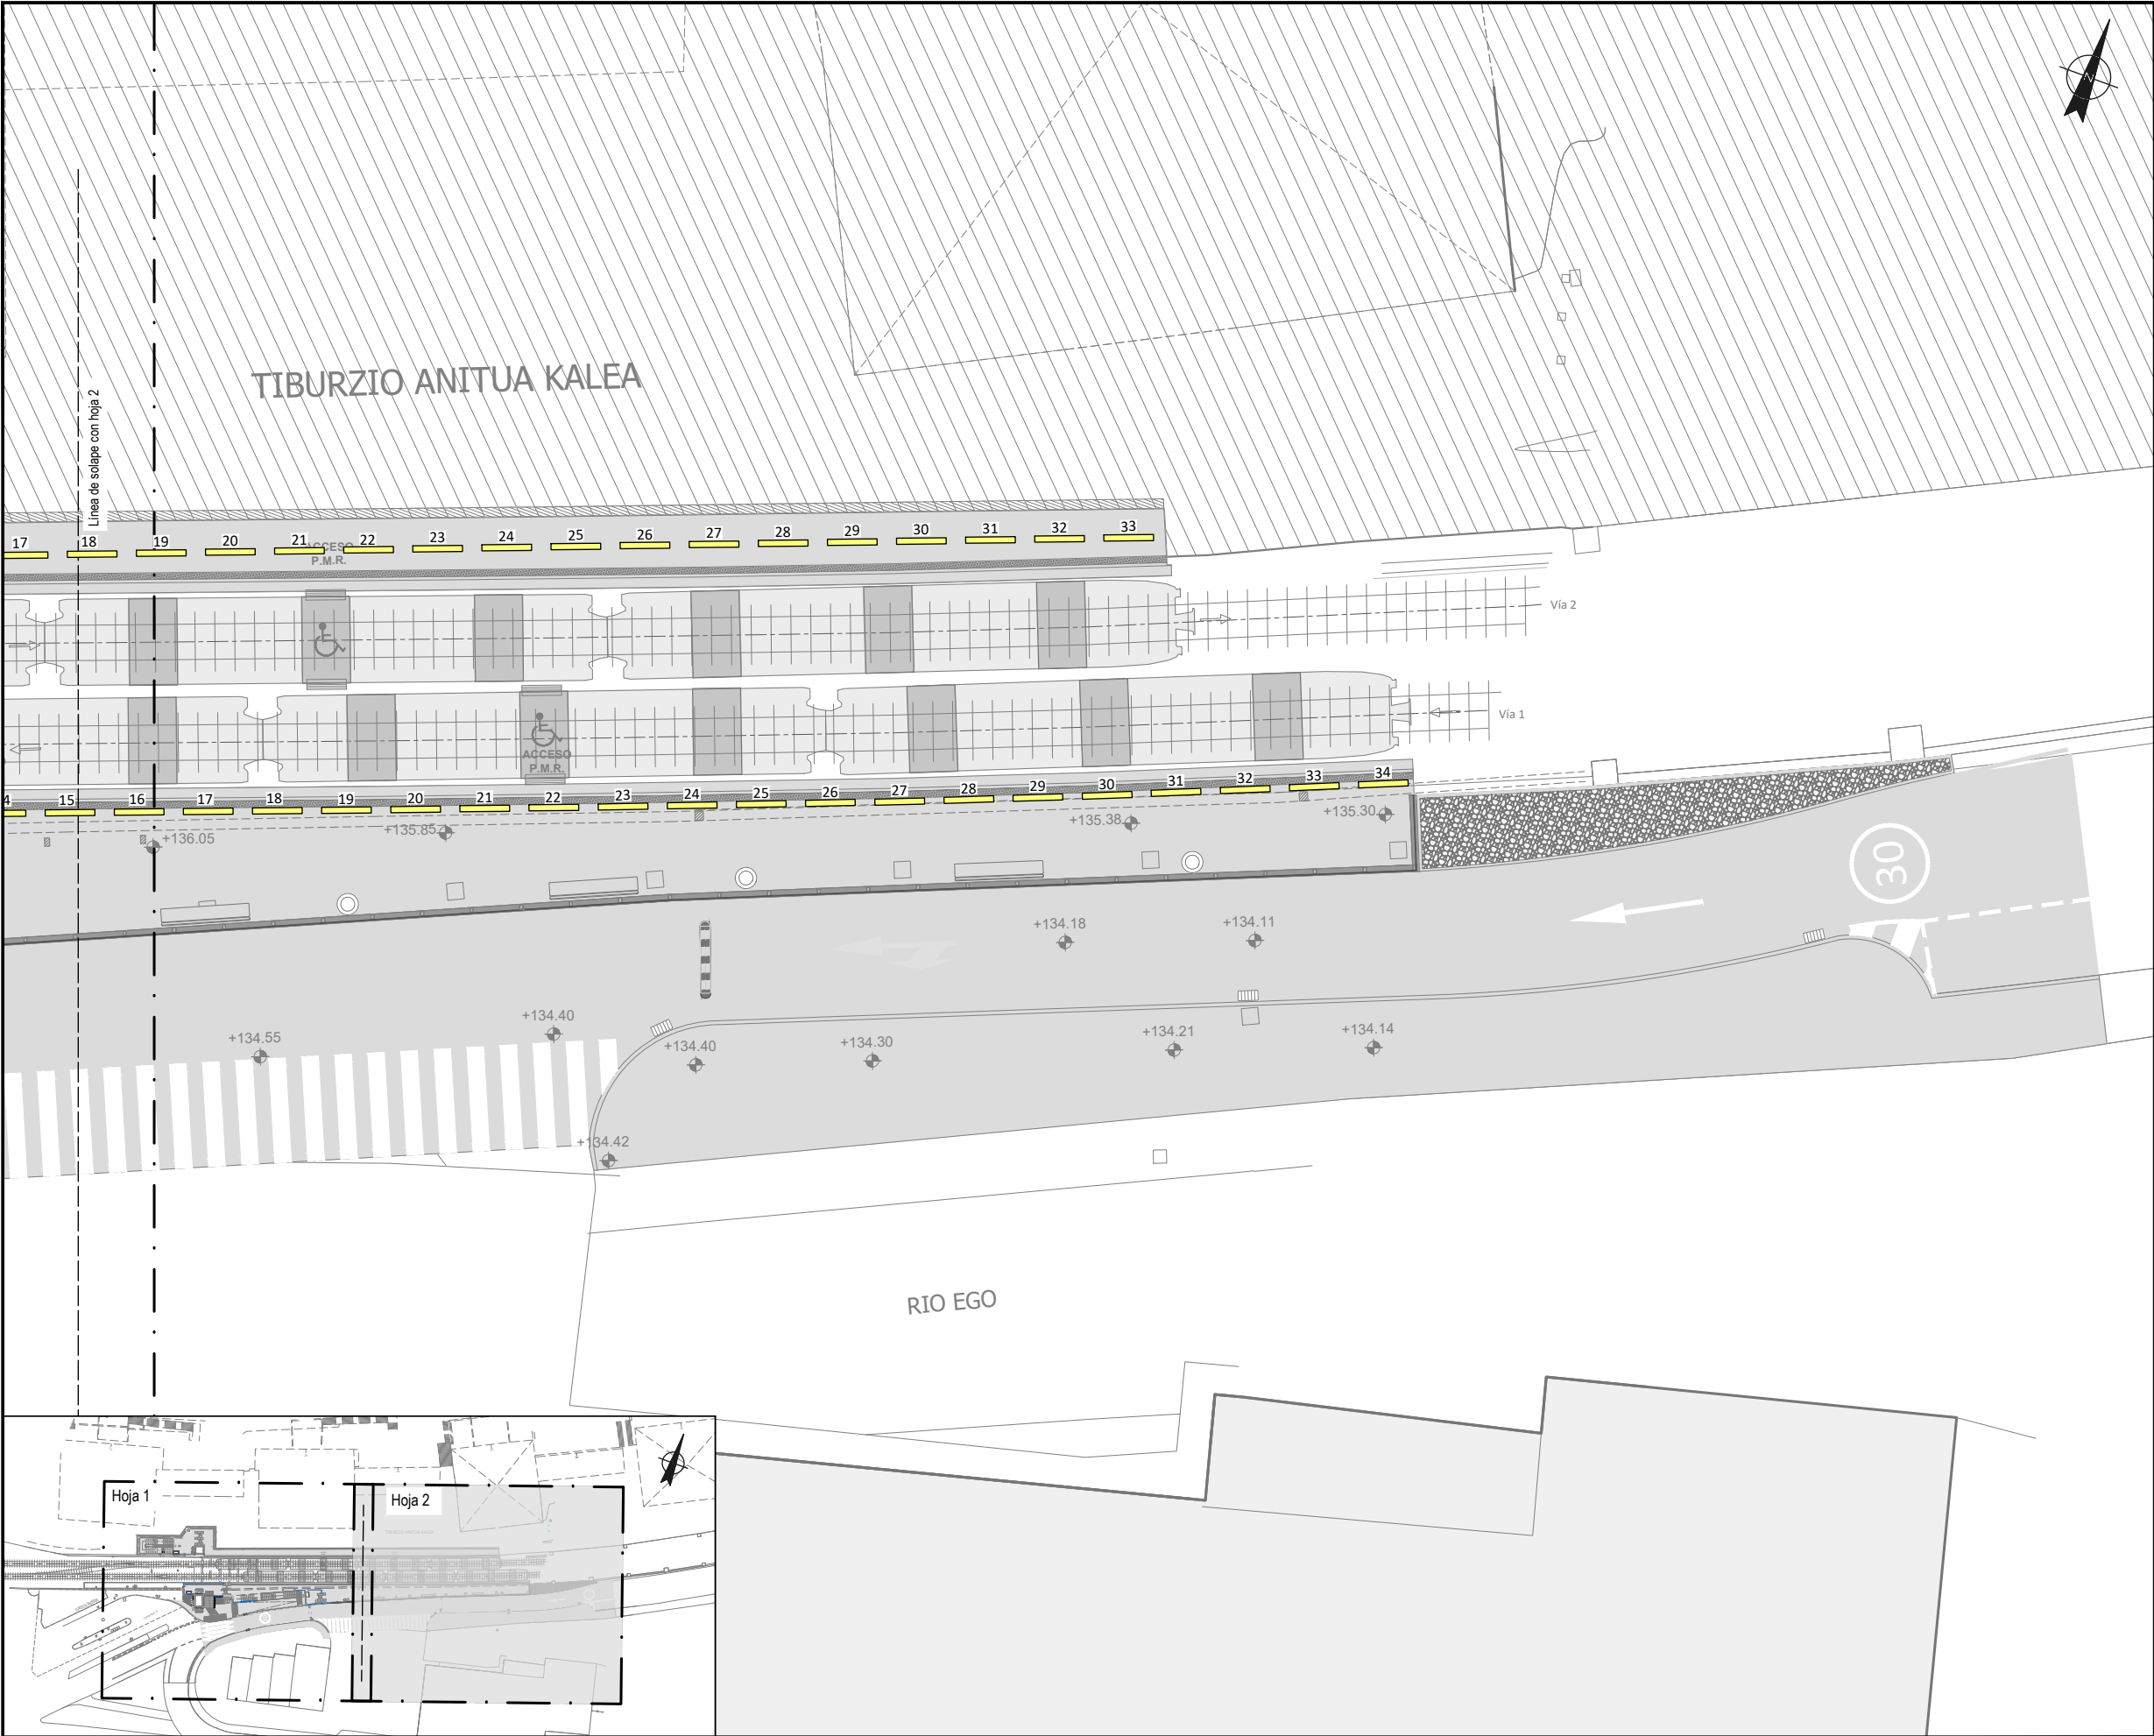 N
TIBURZIO ANITUA KALEA
Línea de solape con hoja 2
17 18 19 20 21 22 23 24 25 26 27 28 29 30 31 32 33
ACCESO
P.M.R.
Vía 2
Vía 1
ACCESO
P.M.R.
4 15 16 17 18 19 20 21 22 23 24 25 26 27 28 29 30 31 32 33 34
+136.05
+135.85
+135.38
+135.30
30
+134.18
+134.11
+134.55
+134.40
+134.40
+134.30
+134.21
+134.14
+134.42
RIO EGO
Hoja 1
Hoja 2